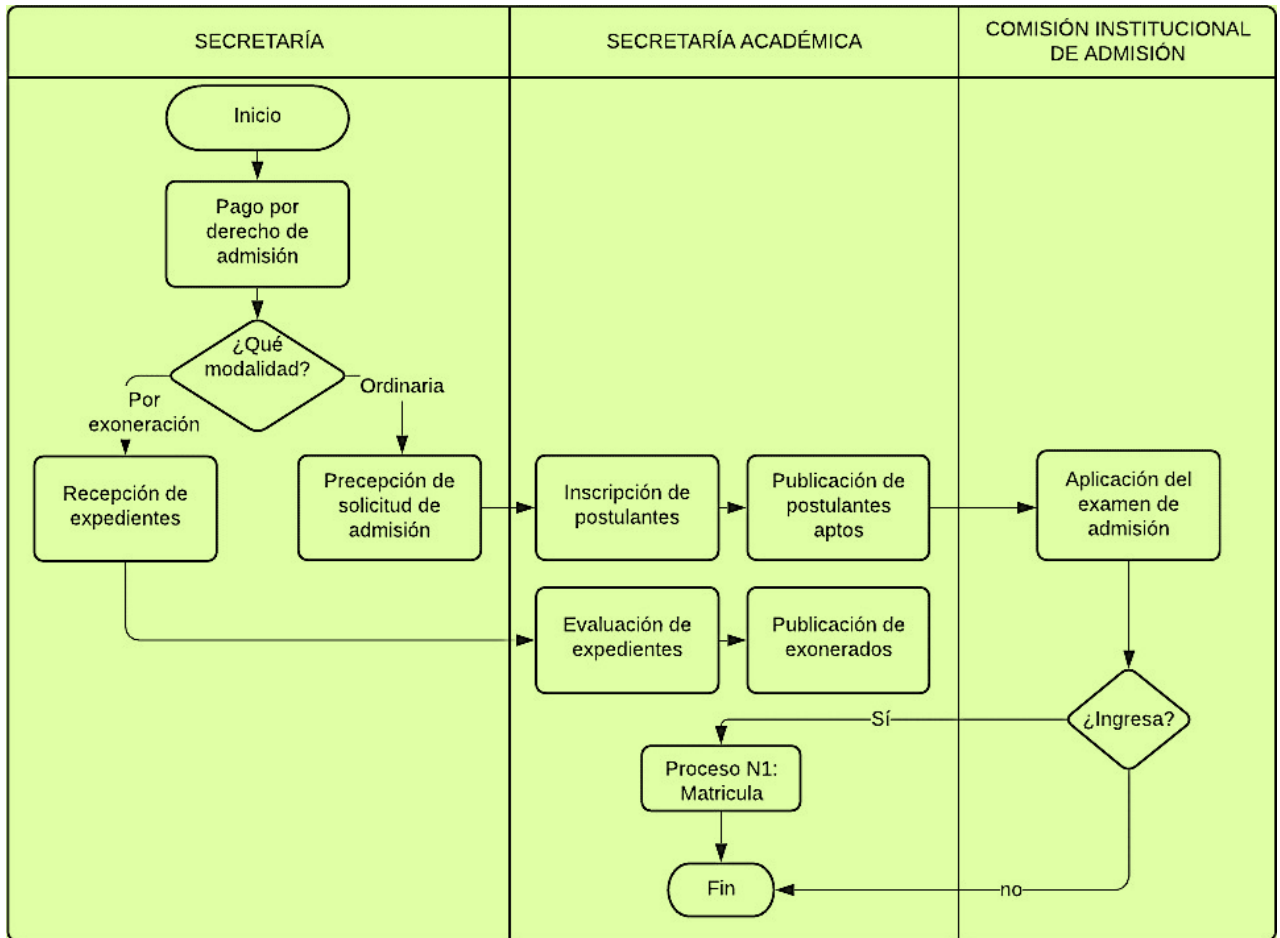 SECRETARÍA
SECRETARÍA ACADÉMICA
COMISIÓN INSTITUCIONAL
DE ADMISIÓN
Inicio
Pago por
derecho de
admisión
¿Qué
modalidad?
Por
exoneración
Ordinaria
Recepción de
expedientes
Precepción de
solicitud de
admisión
Inscripción de
postulantes
Publicación de
postulantes
aptos
Aplicación del
examen de
admisión
Evaluación de
expedientes
Publicación de
exonerados
¿Ingresa?
Sí
Proceso N1:
Matricula
Fin
no